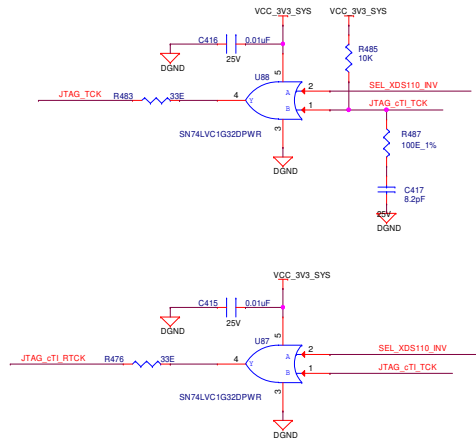 VCC_3V3_SYS VCC_3V3_SYS
C416 0.01uF
25V
DGND
R485
10K
5
U88
A 2 SEL_XDS110_INV
JTAG_TCK R483 33E 4 Y
B 1 JTAG_cTI_TCK
SN74LVC1G32DPWR
3
DGND
R487
100E_1%
C417
8.2pF
25V
DGND
VCC_3V3_SYS
C415 0.01uF
25V
DGND
5
U87
A 2 SEL_XDS110_INV
JTAG_cTI_RTCK R476 33E 4 Y
B 1 JTAG_cTI_TCK
SN74LVC1G32DPWR
3
DGND